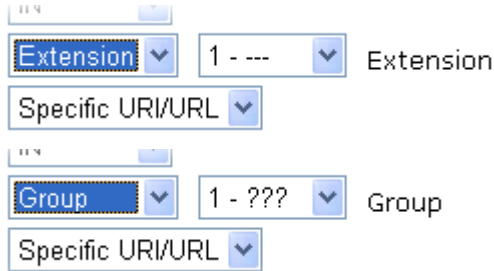 Extension 1 - --- Extension
Specific URI/URL
Group 1 - ??? Group
Specific URI/URL